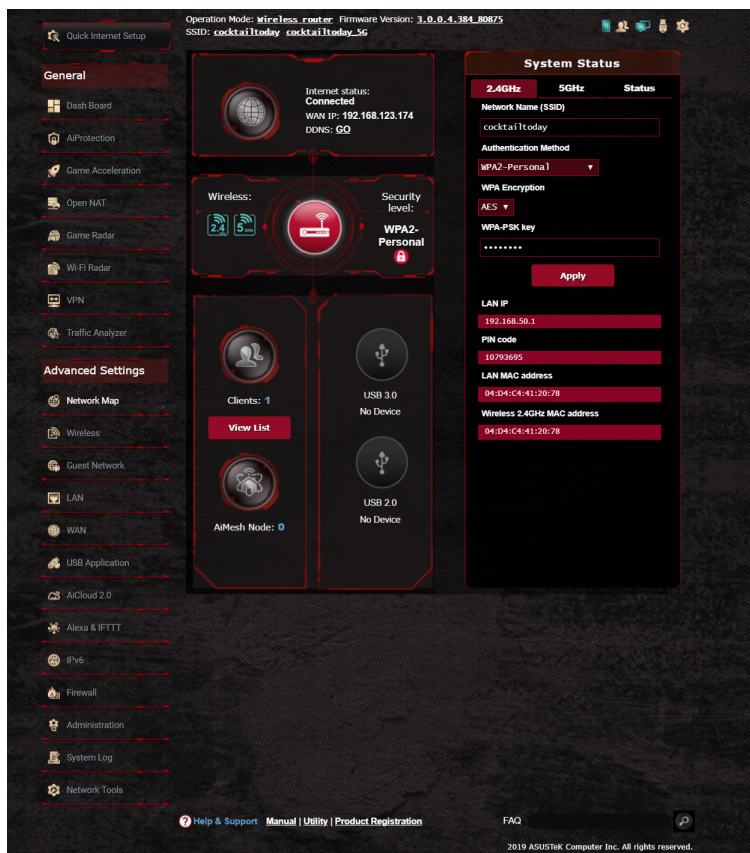 Quick Internet Setup
General
Dash Board
AiProtection
Game Acceleration
Open NAT
Game Radar
Wi-Fi Radar
VPN
Traffic Analyzer
Advanced Settings
Network Map
Wireless
Guest Network
LAN
WAN
USB Application
AiCloud 2.0
Alexa & IFTTT
IPv6
Firewall
Administration
System Log
Network Tools
Operation Mode: Wireless router Firmware Version: 3.0.0.4.384_80875
SSID: cocktailtoday cocktailtoday_5G
Internet status:
Connected
WAN IP: 192.168.123.174
DDNS: GO
Wireless:
2.4
5
Security
level:
WPA2-
Personal
Clients: 1
View List
AiMesh Node: 0
USB 3.0
No Device
USB 2.0
No Device
System Status
2.4GHz 5GHz Status
Network Name (SSID)
cocktailtoday
Authentication Method
WPA2-Personal
WPA Encryption
AES
WPA-PSK key
••••••••
Apply
LAN IP
192.168.50.1
PIN code
10793695
LAN MAC address
04:D4:C4:41:20:78
Wireless 2.4GHz MAC address
04:D4:C4:41:20:78
? Help & Support Manual | Utility | Product Registration FAQ
2019 ASUSTeK Computer Inc. All rights reserved.